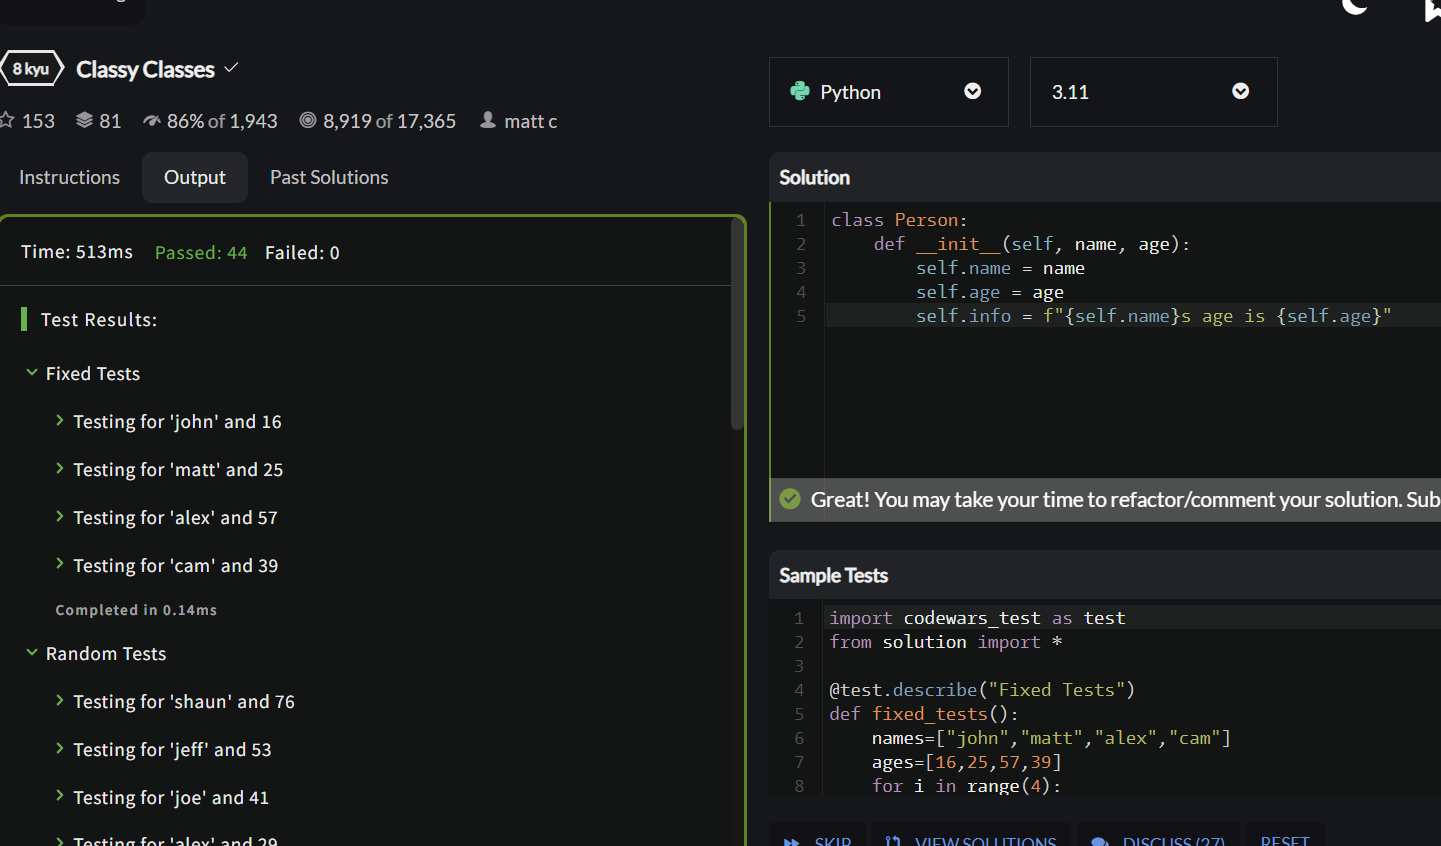 8 kyu Classy Classes
153 81 86% of 1,943 8,919 of 17,365 matt c
Instructions Output Past Solutions
Time: 513ms Passed: 44 Failed: 0
Test Results:
Fixed Tests
Testing for 'john' and 16
Testing for 'matt' and 25
Testing for 'alex' and 57
Testing for 'cam' and 39
Completed in 0.14ms
Random Tests
Testing for 'shaun' and 76
Testing for 'jeff' and 53
Testing for 'joe' and 41
Testing for 'alex' and 29
Python 3.11
Solution
1 class Person:
2     def __init__(self, name, age):
3         self.name = name
4         self.age = age
5         self.info = f"{self.name}s age is {self.age}"
Great! You may take your time to refactor/comment your solution. Sub
Sample Tests
1 import codewars_test as test
2 from solution import *
3
4 @test.describe("Fixed Tests")
5 def fixed_tests():
6     names=["john","matt","alex","cam"]
7     ages=[16,25,57,39]
8     for i in range(4):
SKIP VIEW SOLUTIONS DISCUSS (27) RESET